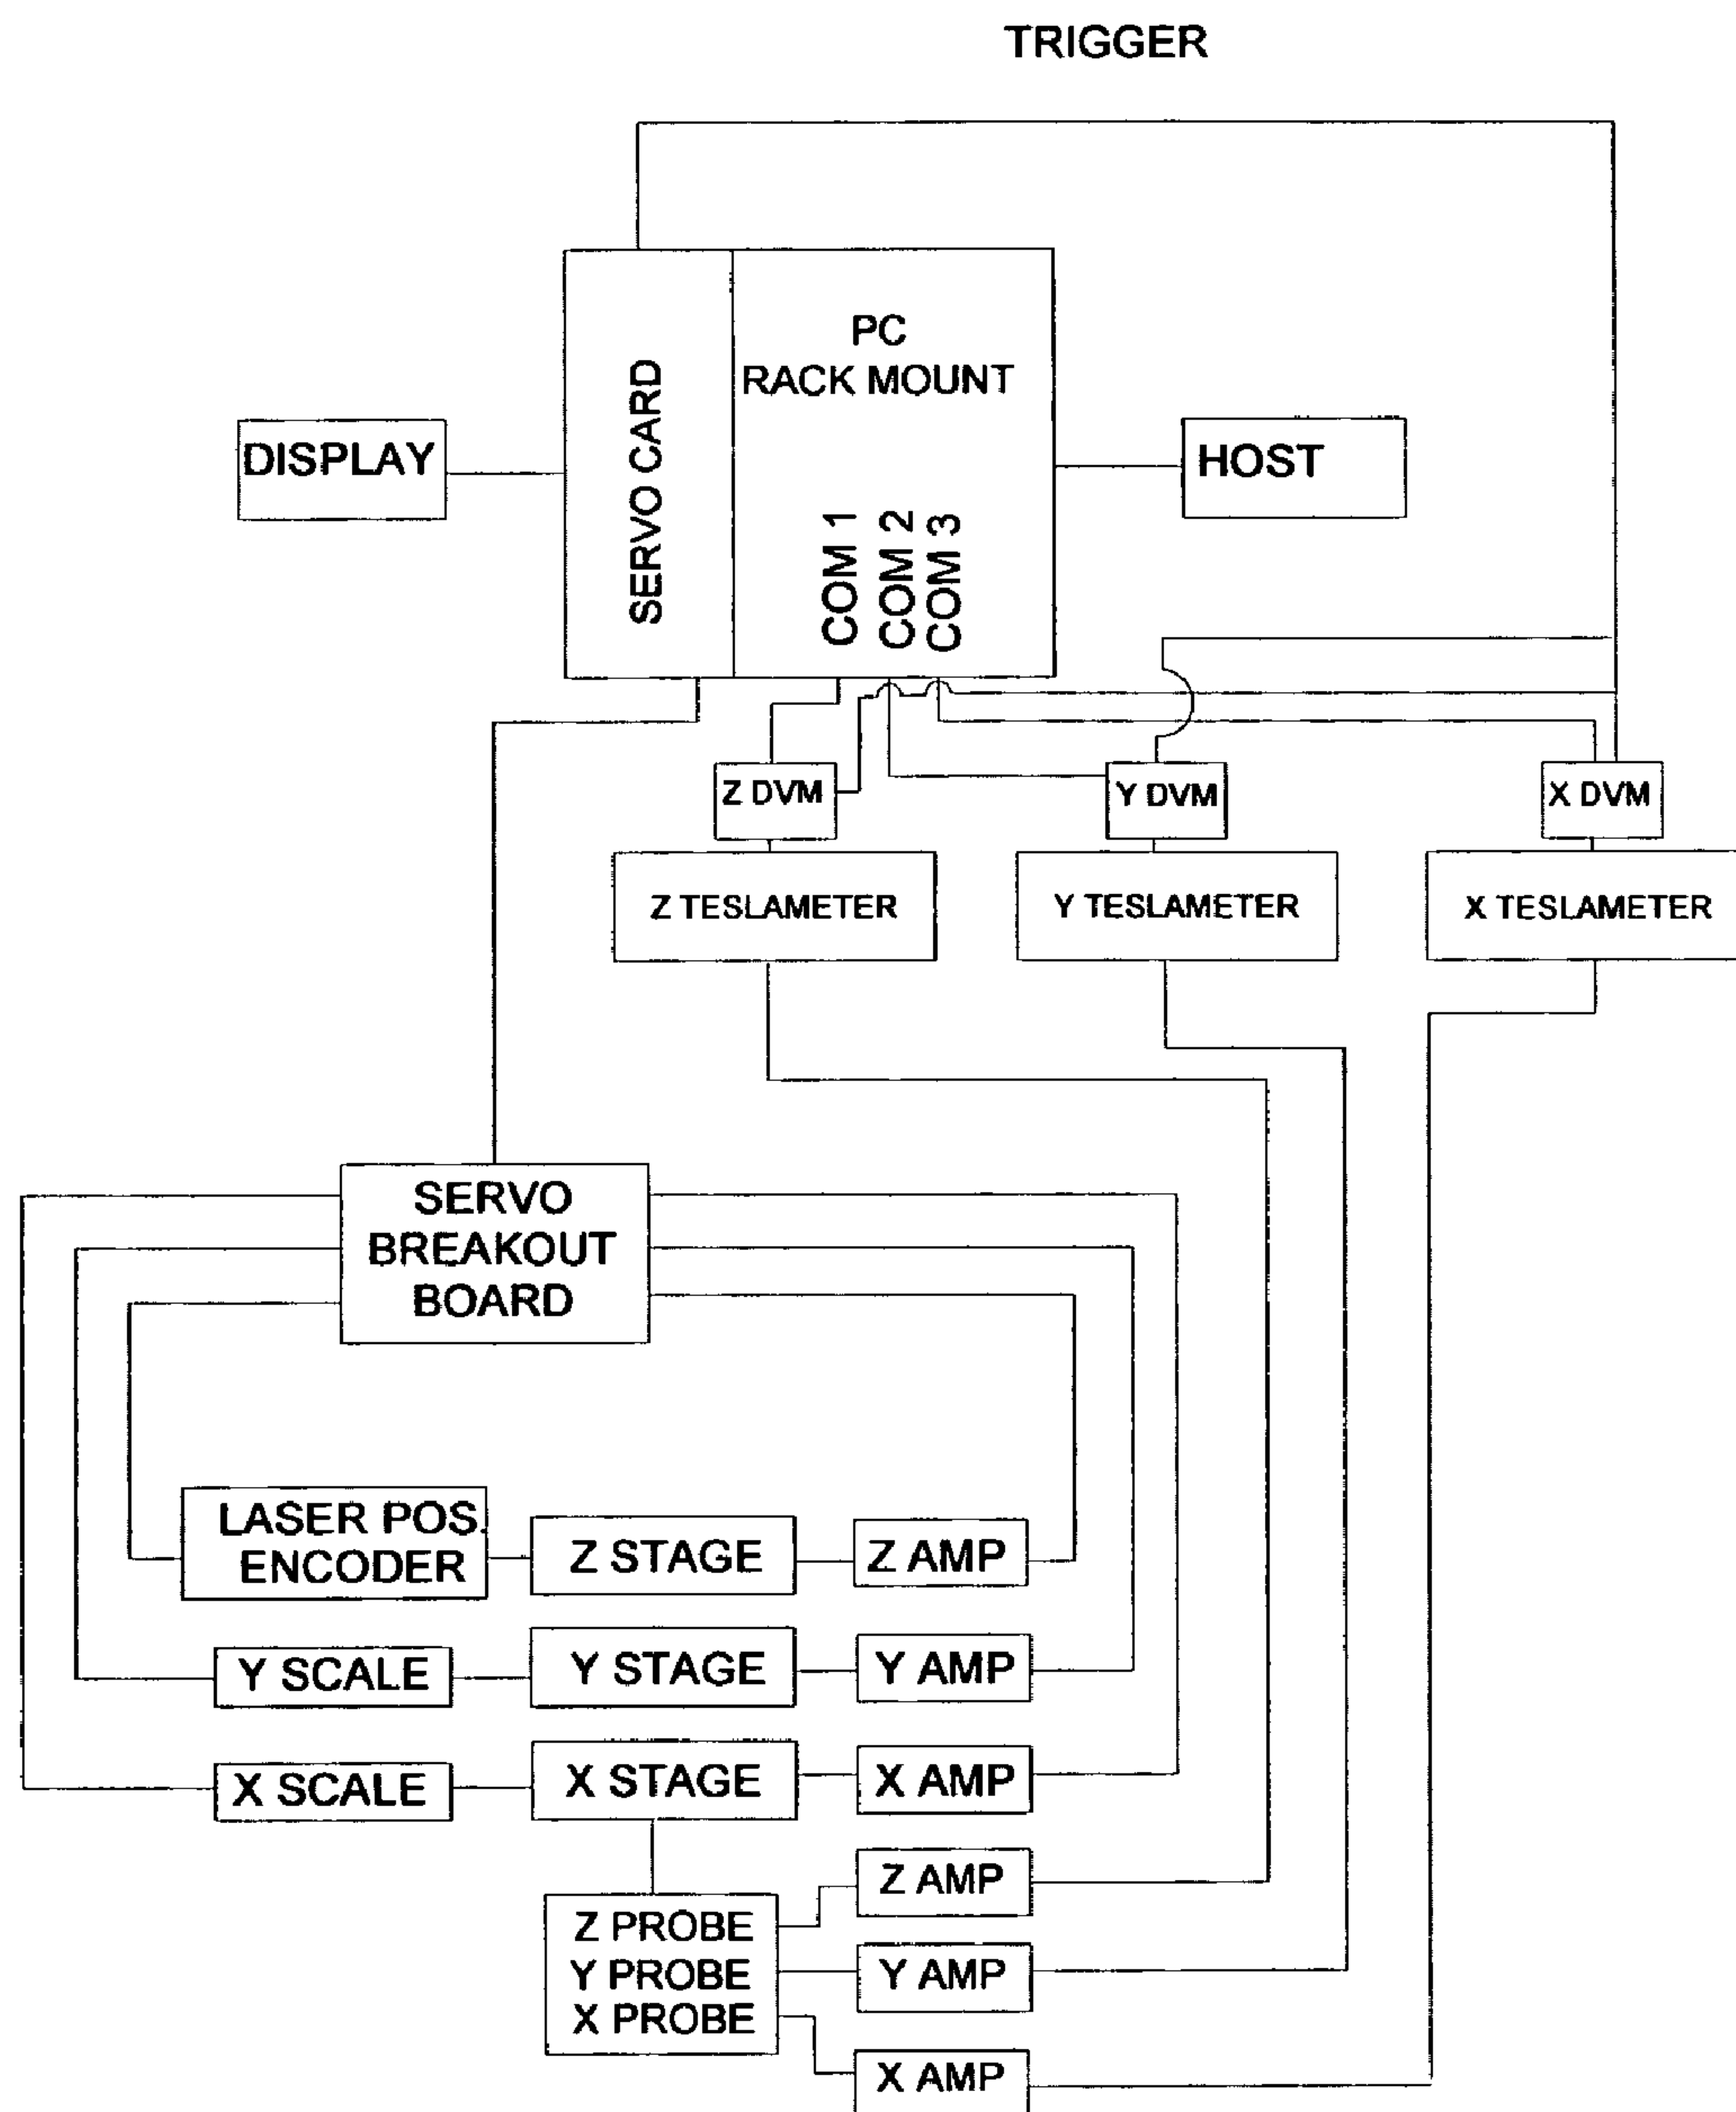 TRIGGER
PC
RACK MOUNT
SERVO CARD
DISPLAY
HOST
COM 1
COM 2
COM 3
Z DVM
Y DVM
X DVM
Z TESLAMETER
Y TESLAMETER
X TESLAMETER
SERVO
BREAKOUT
BOARD
LASER POS.
ENCODER
Z STAGE
Z AMP
Y SCALE
Y STAGE
Y AMP
X SCALE
X STAGE
X AMP
Z AMP
Z PROBE
Y PROBE
Y AMP
X PROBE
X AMP